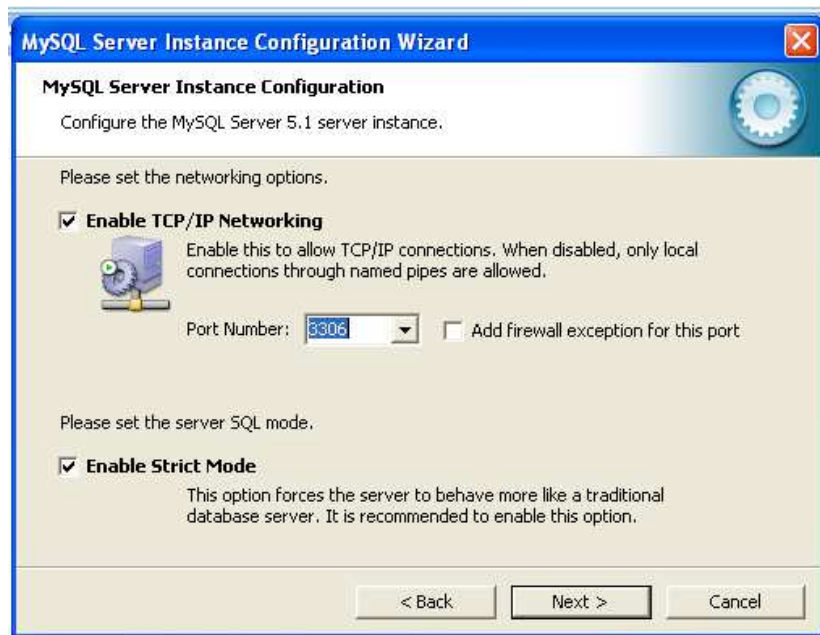 MySQL Server Instance Configuration Wizard
MySQL Server Instance Configuration
Configure the MySQL Server 5.1 server instance.
Please set the networking options.
Enable TCP/IP Networking
Enable this to allow TCP/IP connections. When disabled, only local
connections through named pipes are allowed.
Port Number: 3306 Add firewall exception for this port
Please set the server SQL mode.
Enable Strict Mode
This option forces the server to behave more like a traditional
database server. It is recommended to enable this option.
< Back Next > Cancel